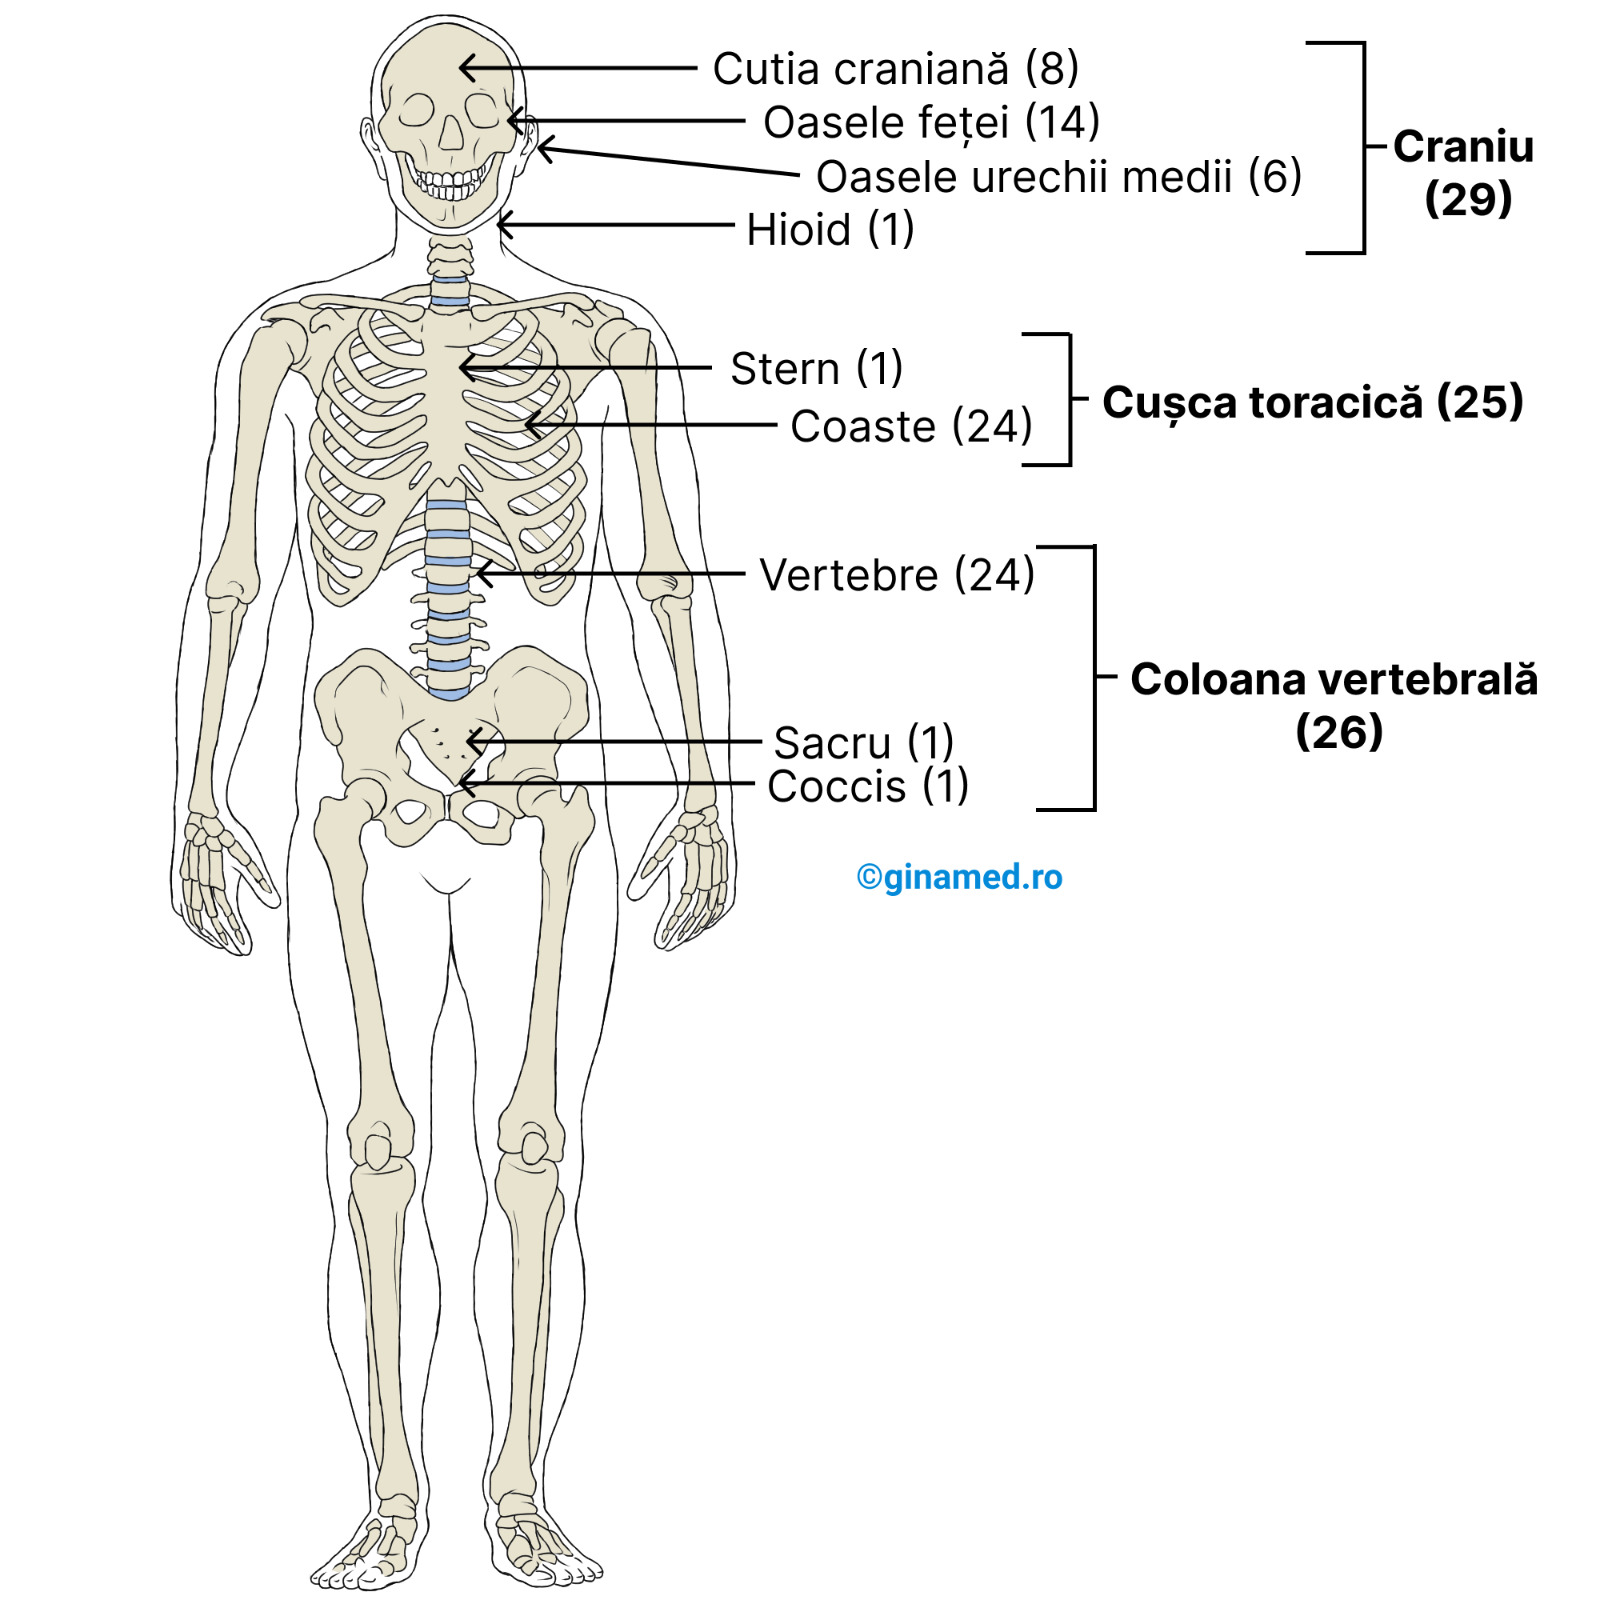 Cutia craniană (8)
Oasele feței (14)
Oasele urechii medii (6)
Hioid (1)
Craniu
(29)
Stern (1)
Coaste (24)
Cușca toracică (25)
Vertebre (24)
Sacru (1)
Coccis (1)
Coloana vertebrală
(26)
©ginamed.ro